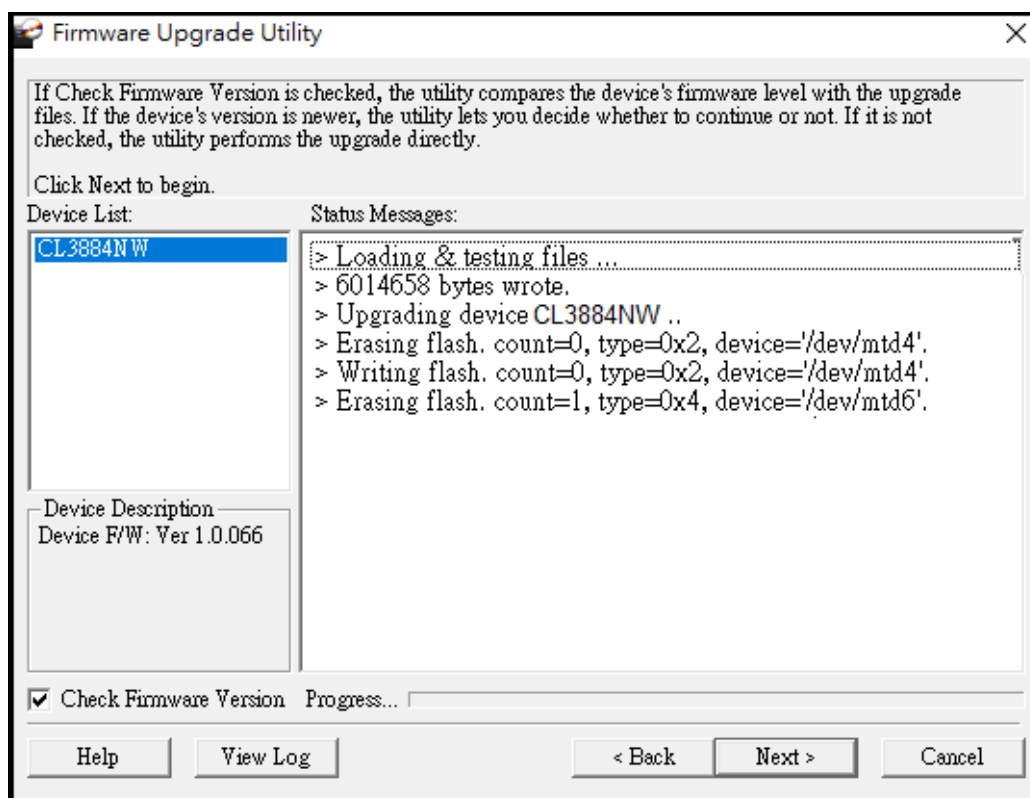 Firmware Upgrade Utility
If Check Firmware Version is checked, the utility compares the device's firmware level with the upgrade
files. If the device's version is newer, the utility lets you decide whether to continue or not. If it is not
checked, the utility performs the upgrade directly.
Click Next to begin.
Device List:
CL3884NW
Status Messages:
> Loading & testing files ...
> 6014658 bytes wrote.
> Upgrading device CL3884NW ..
> Erasing flash. count=0, type=0x2, device='/dev/mtd4'.
> Writing flash. count=0, type=0x2, device='/dev/mtd4'.
> Erasing flash. count=1, type=0x4, device='/dev/mtd6'.
Device Description
Device F/W: Ver 1.0.066
Check Firmware Version Progress...
Help View Log < Back Next > Cancel